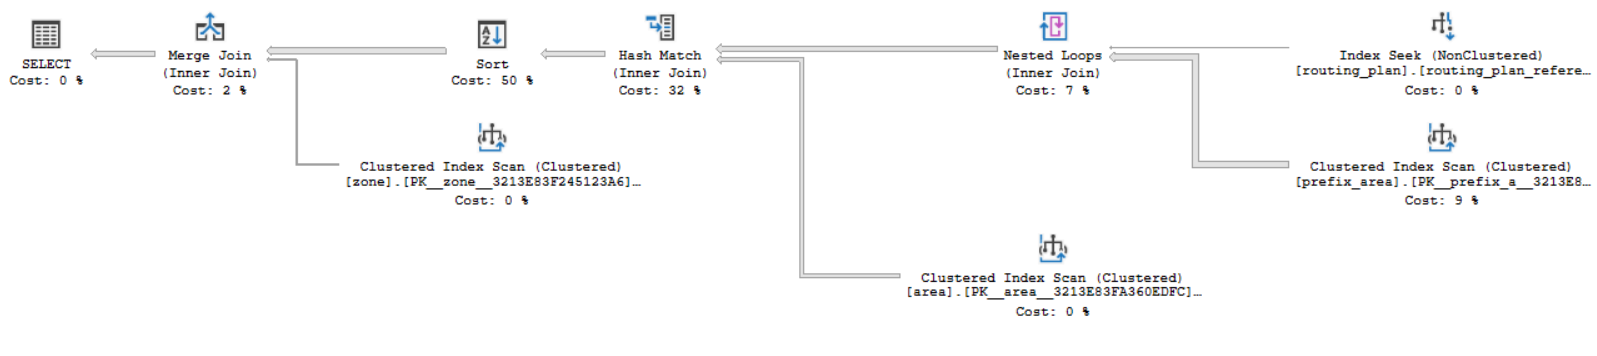 SELECT
Cost: 0 %
Merge Join
(Inner Join)
Cost: 2 %
Sort
Cost: 50 %
Hash Match
(Inner Join)
Cost: 32 %
Nested Loops
(Inner Join)
Cost: 7 %
Index Seek (NonClustered)
[routing_plan].[routing_plan_refere…
Cost: 0 %
Clustered Index Scan (Clustered)
[zone].[PK__zone__3213E83F245123A6]…
Cost: 0 %
Clustered Index Scan (Clustered)
[prefix_area].[PK__prefix_a__3213E8…
Cost: 9 %
Clustered Index Scan (Clustered)
[area].[PK__area__3213E83FA360EDFC]…
Cost: 0 %